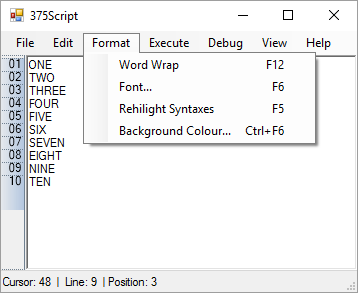 375Script
File Edit Format Execute Debug View Help
01 ONE
02 TWO
03 THREE
04 FOUR
05 FIVE
06 SIX
07 SEVEN
08 EIGHT
09 NINE
10 TEN
Word Wrap F12
Font... F6
Rehilight Syntaxes F5
Background Colour... Ctrl+F6
Cursor: 48 | Line: 9 | Position: 3